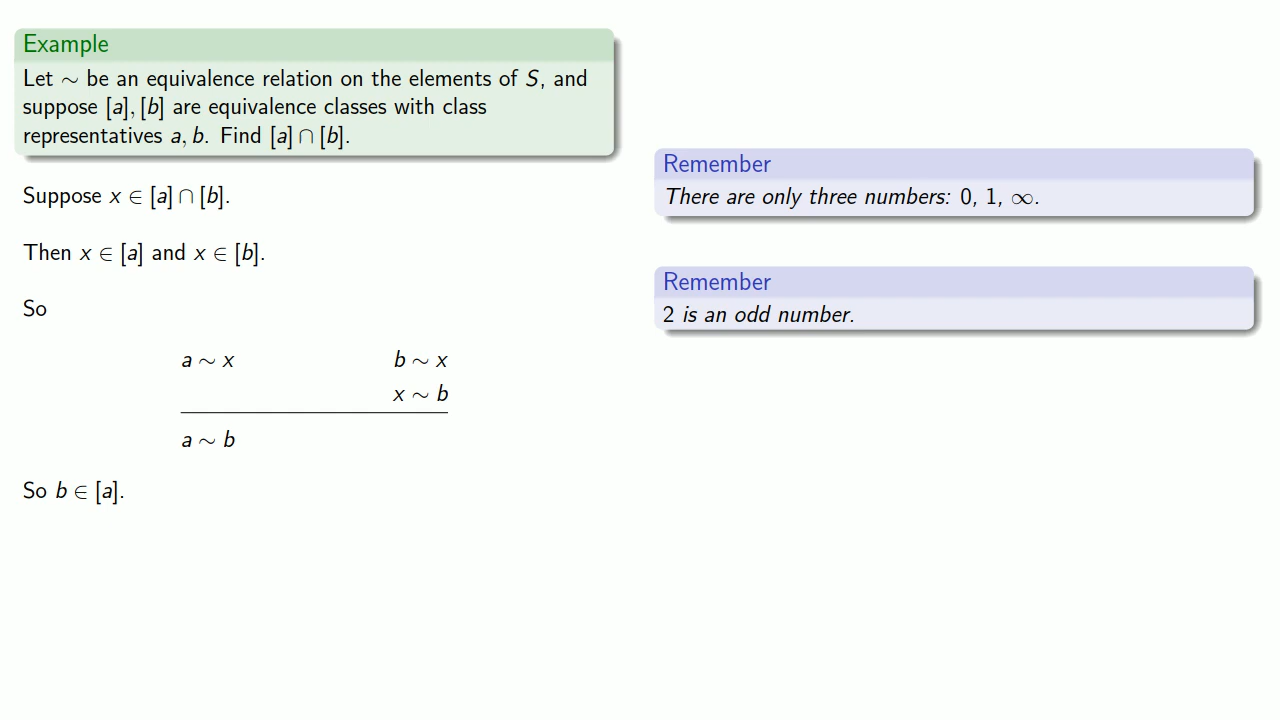 Example
Let ∼ be an equivalence relation on the elements of S, and
suppose [a], [b] are equivalence classes with class
representatives a, b. Find [a] ∩ [b].
Suppose x ∈ [a] ∩ [b].
Then x ∈ [a] and x ∈ [b].
So
a ∼ x b ∼ x
x ∼ b
a ∼ b
So b ∈ [a].
Remember
There are only three numbers: 0, 1, ∞.
Remember
2 is an odd number.